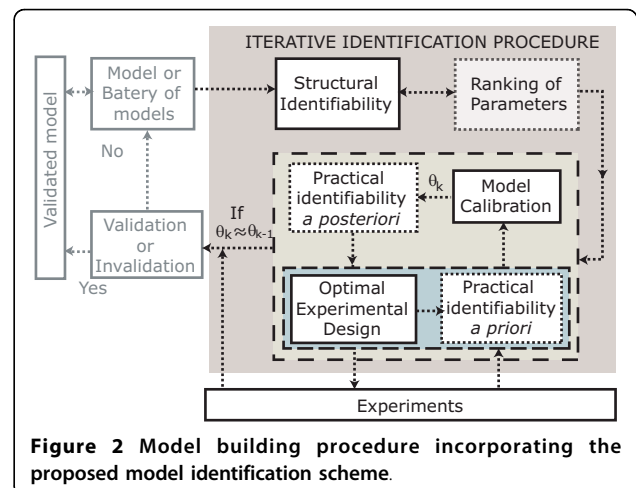 ITERATIVE IDENTIFICATION PROCEDURE
Validated model
Model or
Batery of
models
Structural
Identifiability
Ranking of
Parameters
No
Practical
identifiability
a posteriori
θk
Model
Calibration
If
θk≈θk-1
Validation
or
Invalidation
Yes
Optimal
Experimental
Design
Practical
identifiability
a priori
Experiments
Figure 2 Model building procedure incorporating the
proposed model identification scheme.